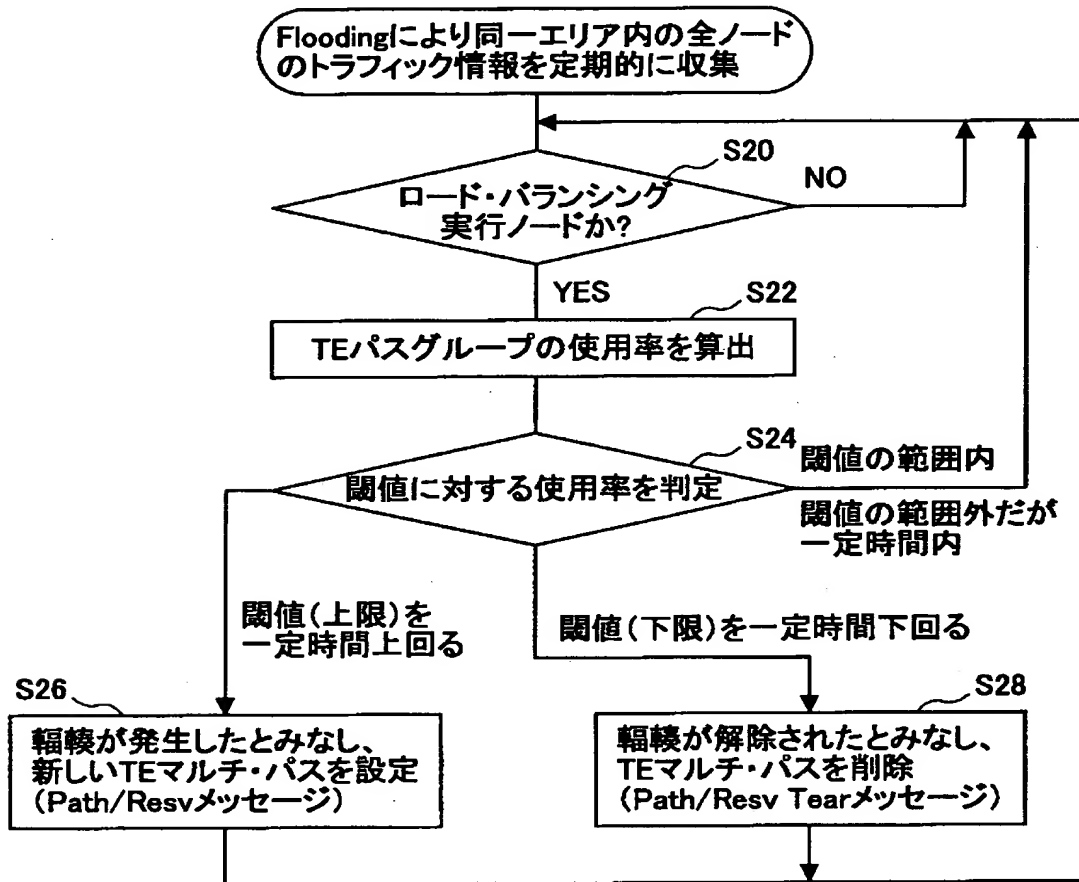 Floodingにより同一エリア内の全ノード
のトラフィック情報を定期的に収集
S20
ロード・バランシング
実行ノードか?
NO
YES
S22
TEパスグループの使用率を算出
S24
閾値に対する使用率を判定
閾値の範囲内
閾値の範囲外だが
一定時間内
閾値(上限)を
一定時間上回る
閾値(下限)を一定時間下回る
S26
輻輳が発生したとみなし、
新しいTEマルチ・パスを設定
(Path/Resvメッセージ)
S28
輻輳が解除されたとみなし、
TEマルチ・パスを削除
(Path/Resv Tearメッセージ)